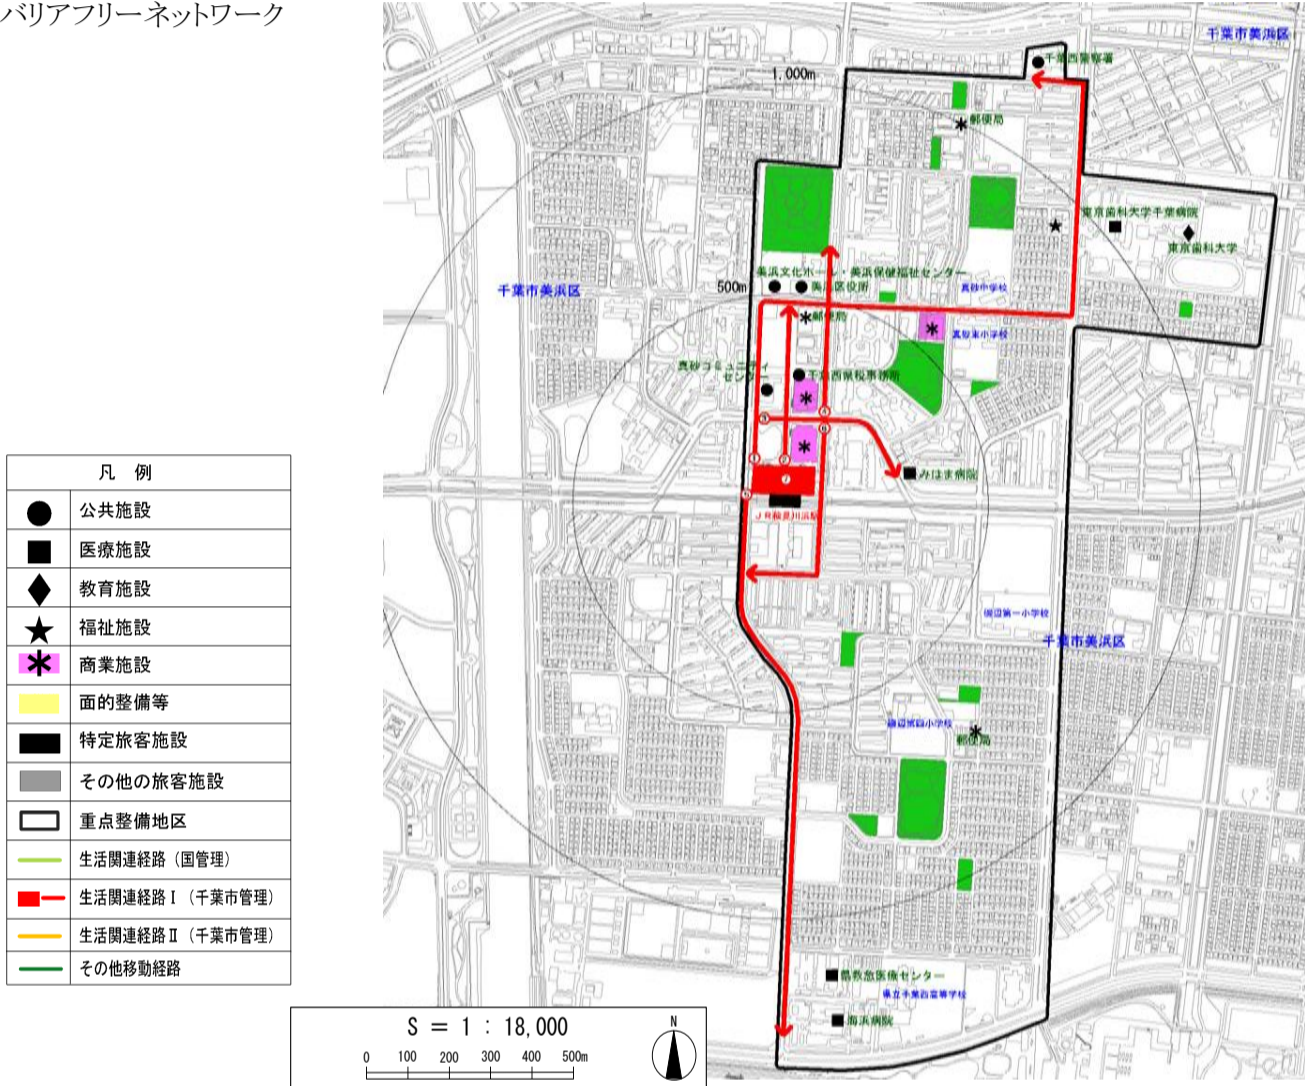 バリアフリーネットワーク
千葉市美浜区
千葉西警察署
1,000m
郵便局
東京歯科大学千葉病院
東京歯科大学
美浜文化ホール・美浜保健福祉センター
千葉市美浜区
500m
美浜区役所
真砂中学校
郵便局
真砂東小学校
真砂コミュニティ
センター
千葉西県税事務所
④
③
⑥
①
②
⑦
みはま病院
⑤
JR稲毛海岸駅
磯辺第一小学校
千葉市美浜区
磯辺第四小学校
郵便局
県救急医療センター
県立千葉西高等学校
海浜病院
凡 例
公共施設
医療施設
教育施設
福祉施設
商業施設
面的整備等
特定旅客施設
その他の旅客施設
重点整備地区
生活関連経路(国管理)
生活関連経路Ⅰ(千葉市管理)
生活関連経路Ⅱ(千葉市管理)
その他移動経路
S = 1 : 18,000
N
0 100 200 300 400 500m